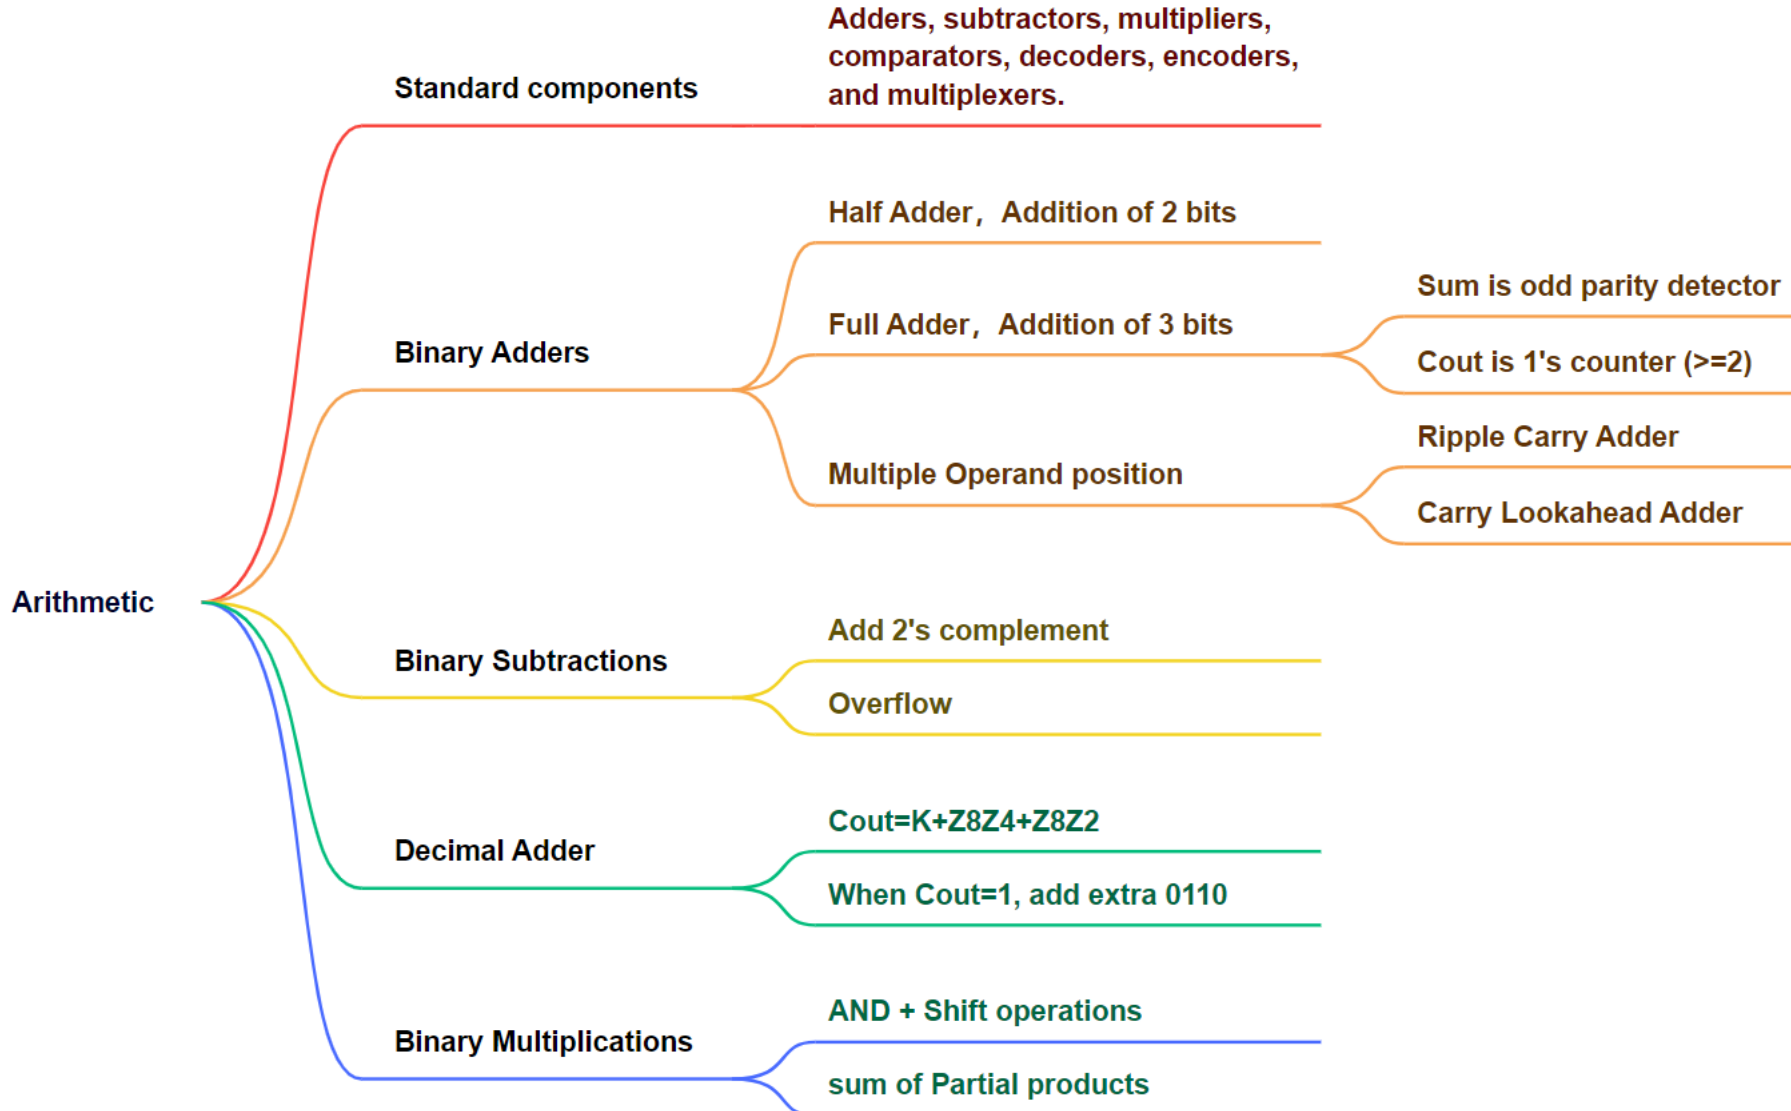 Arithmetic
Standard components
Adders, subtractors, multipliers,
comparators, decoders, encoders,
and multiplexers.
Binary Adders
Half Adder，Addition of 2 bits
Full Adder，Addition of 3 bits
Sum is odd parity detector
Cout is 1's counter (>=2)
Multiple Operand position
Ripple Carry Adder
Carry Lookahead Adder
Binary Subtractions
Add 2's complement
Overflow
Decimal Adder
Cout=K+Z8Z4+Z8Z2
When Cout=1, add extra 0110
Binary Multiplications
AND + Shift operations
sum of Partial products